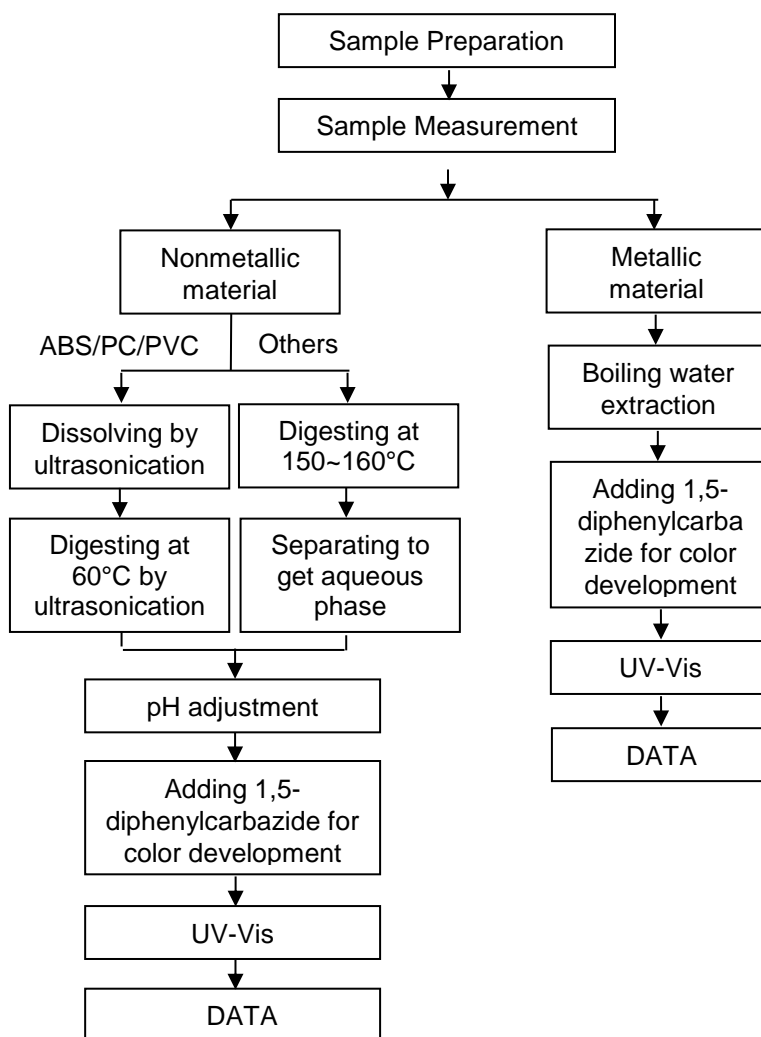 Sample Preparation
Sample Measurement
Nonmetallic
material
ABS/PC/PVC
Others
Dissolving by
ultrasonication
Digesting at
60°C by
ultrasonication
Digesting at
150~160°C
Separating to
get aqueous
phase
pH adjustment
Adding 1,5-
diphenylcarbazide for
color development
UV-Vis
DATA
Metallic
material
Boiling water
extraction
Adding 1,5-
diphenylcarba
zide for color
development
UV-Vis
DATA